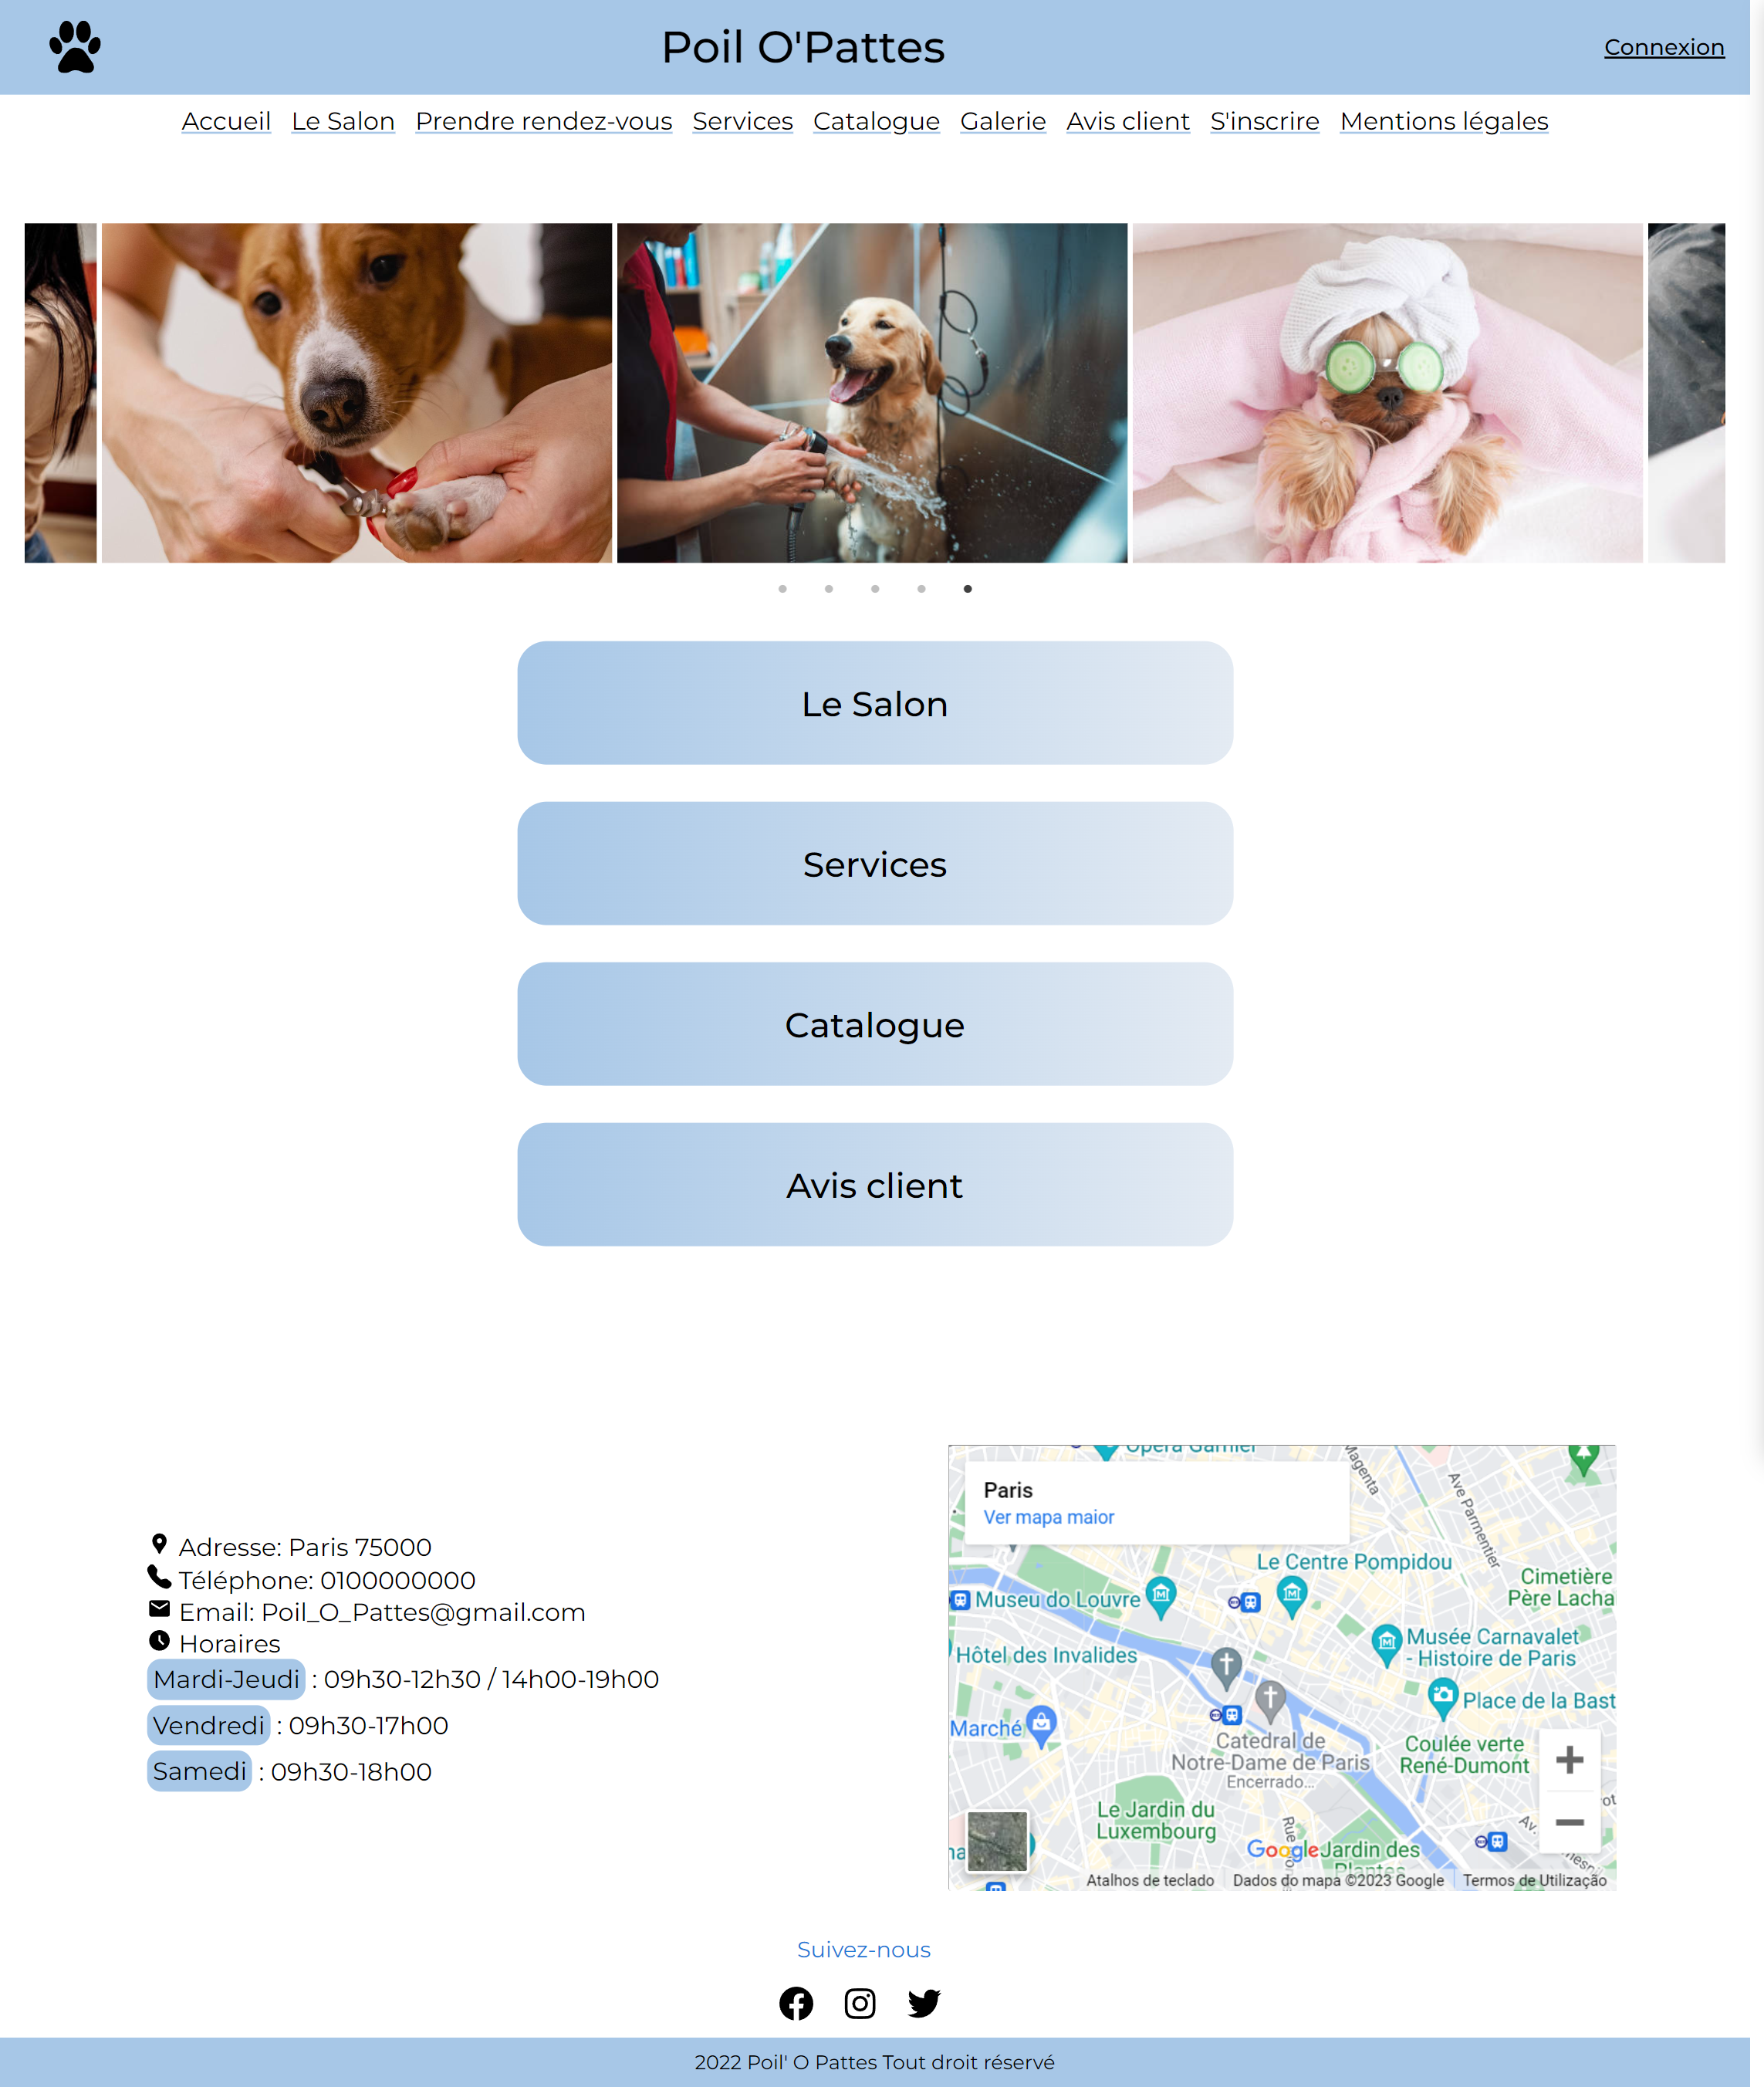 Poil O'Pattes
Connexion
Accueil Le Salon Prendre rendez-vous Services Catalogue Galerie Avis client S'inscrire Mentions légales
Le Salon
Services
Catalogue
Avis client
Adresse: Paris 75000
Téléphone: 0100000000
Email: Poil_O_Pattes@gmail.com
Horaires
Mardi-Jeudi : 09h30-12h30 / 14h00-19h00
Vendredi : 09h30-17h00
Samedi : 09h30-18h00
Opéra Garnier
Magenta
Paris
Ver mapa maior
Ave Parmentier
Le Centre Pompidou
Cimetière
Père Lacha
Museu do Louvre
Musée Carnavalet
- Histoire de Paris
Hôtel des Invalides
Place de la Bast
Marché
Catedral de
Notre-Dame de Paris
Encerrado...
Coulée verte
René-Dumont
Le Jardin du
Luxembourg
Rue
Av.
Google
Jardin des
Plantes
Atalhos de teclado
Dados do mapa ©2023 Google
Termos de Utilização
Suivez-nous
2022 Poil' O Pattes Tout droit réservé